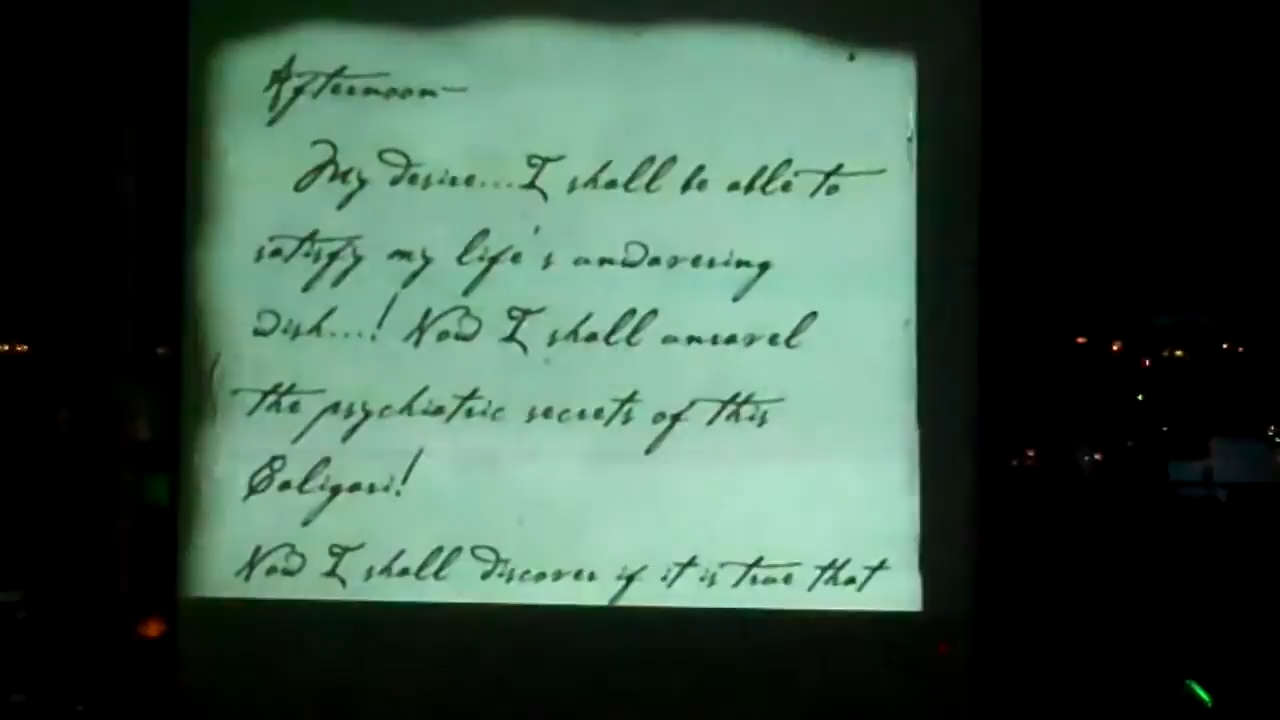 Afternoon—
My desire...I shall be able to
satisfy my life's unwavering
wish...! Now I shall unravel
the psychiatric secrets of this
Caligari!
Now I shall discover if it is true that